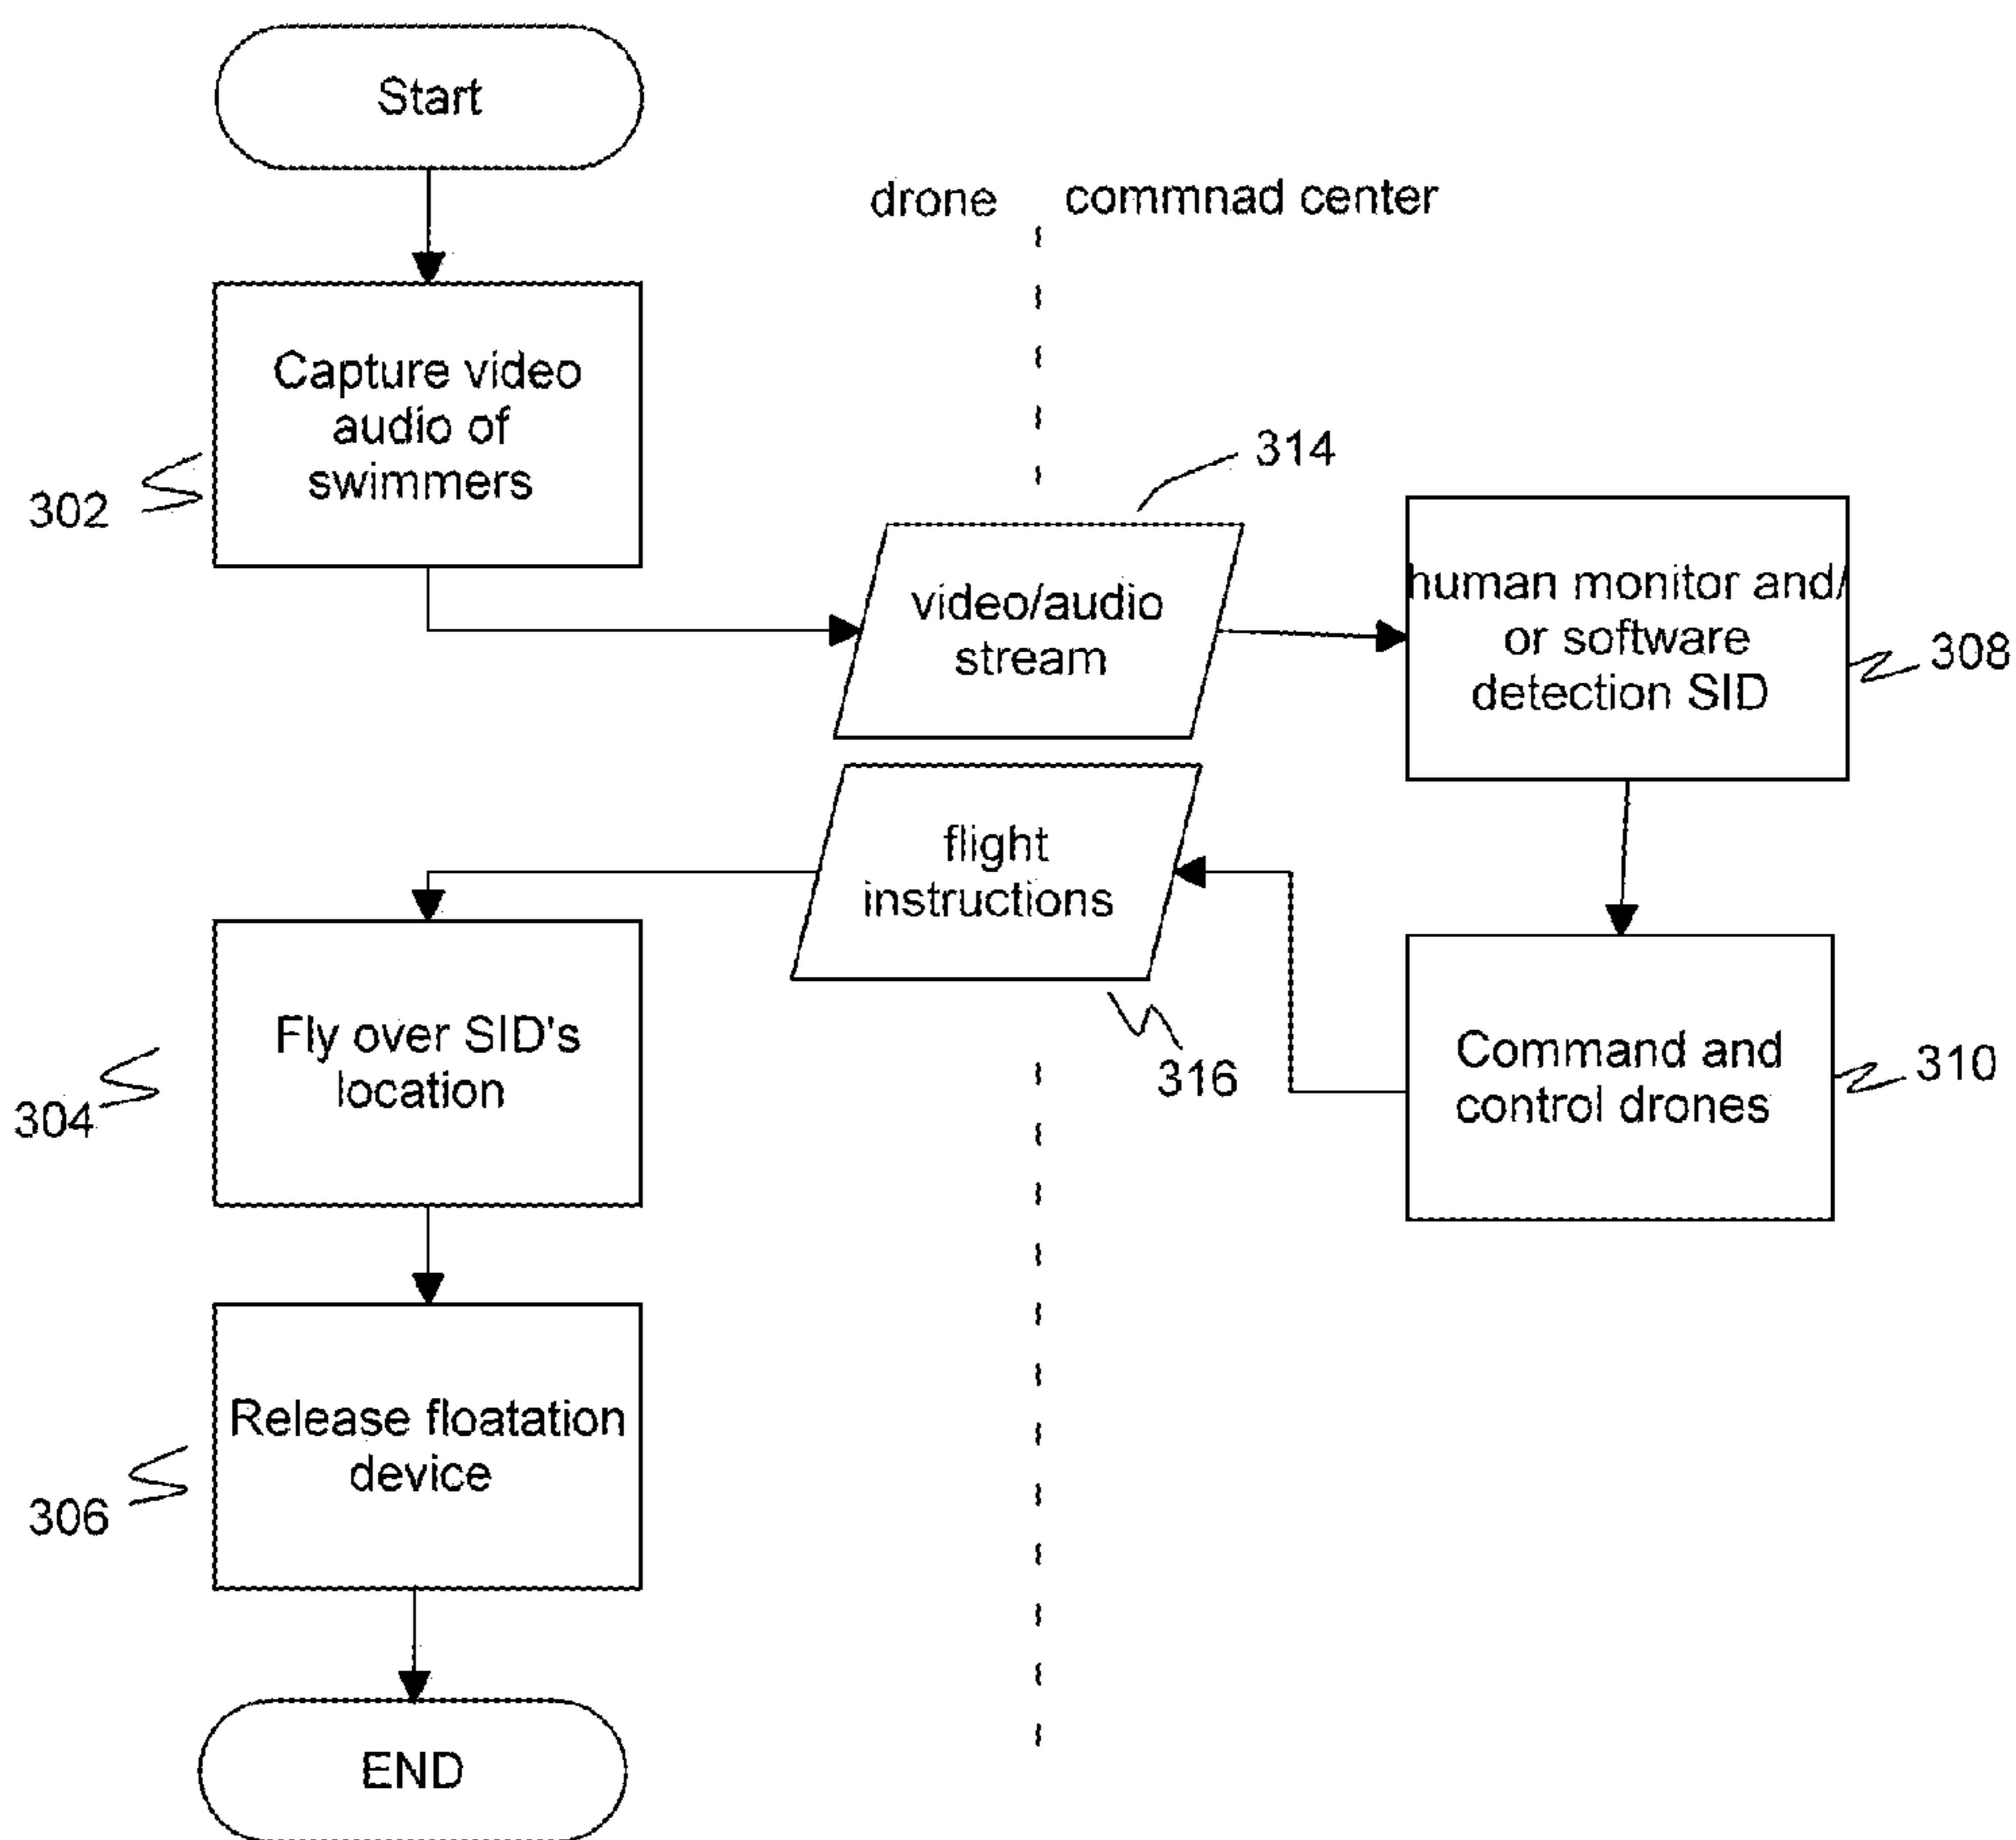 Start
drone
commnad center
Capture video
audio of
swimmers
302
314
video/audio
stream
human monitor and/
or software
detection SID
308
flight
instructions
316
Command and
control drones
310
Fly over SID's
location
304
Release floatation
device
306
END